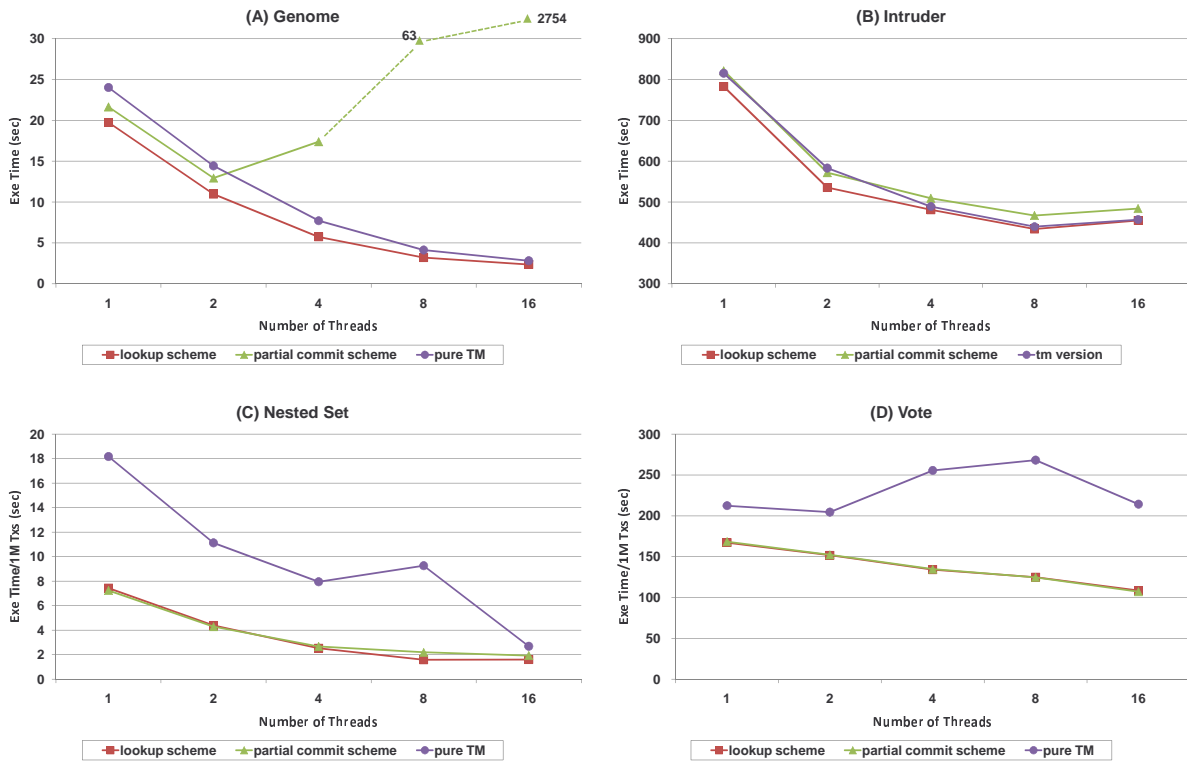 (A) Genome
30
25
20
15
10
5
0
Exe Time (sec)
63
2754
1 2 4 8 16
Number of Threads
lookup scheme partial commit scheme pure TM
(B) Intruder
900
800
700
600
500
400
300
Exe Time (sec)
1 2 4 8 16
Number of Threads
lookup scheme partial commit scheme tm version
(C) Nested Set
20
18
16
14
12
10
8
6
4
2
0
Exe Time/1M Txs (sec)
1 2 4 8 16
Number of Threads
lookup scheme partial commit scheme pure TM
(D) Vote
300
250
200
150
100
50
0
Exe Time/1M Txs (sec)
1 2 4 8 16
Number of Threads
lookup scheme partial commit scheme pure TM